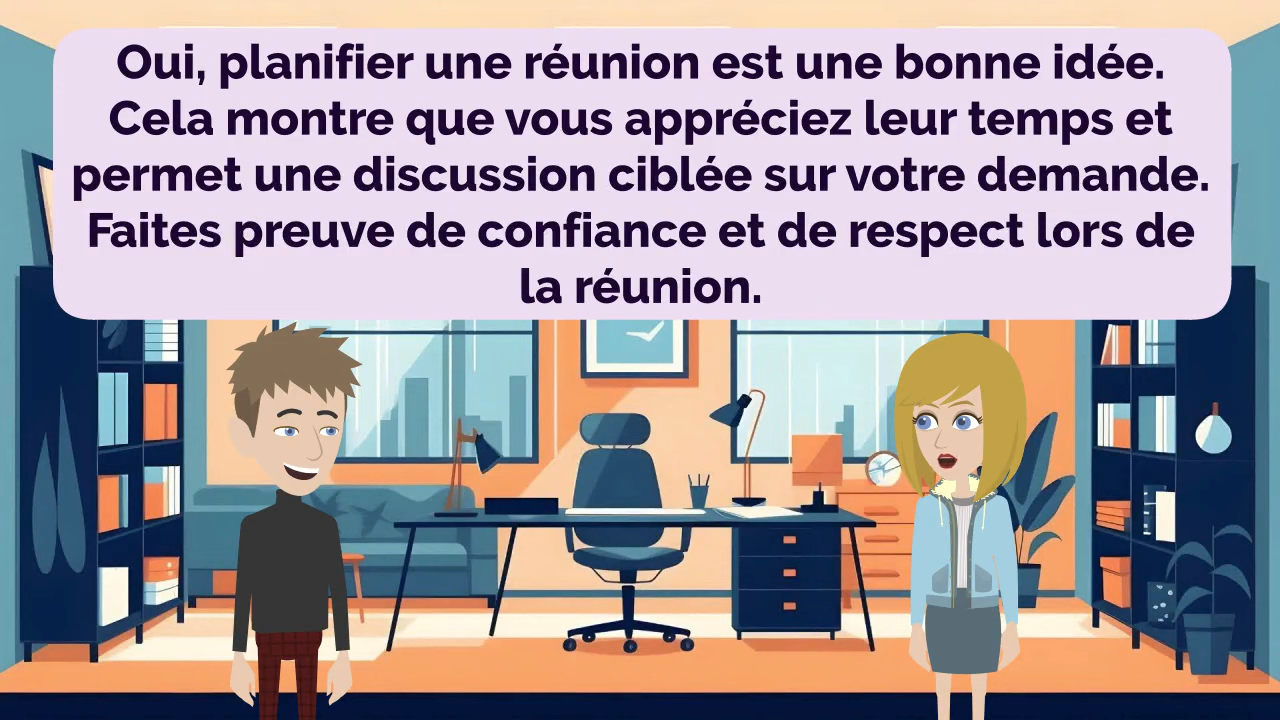 Oui, planifier une réunion est une bonne idée.
Cela montre que vous appréciez leur temps et
permet une discussion ciblée sur votre demande.
Faites preuve de confiance et de respect lors de
la réunion.